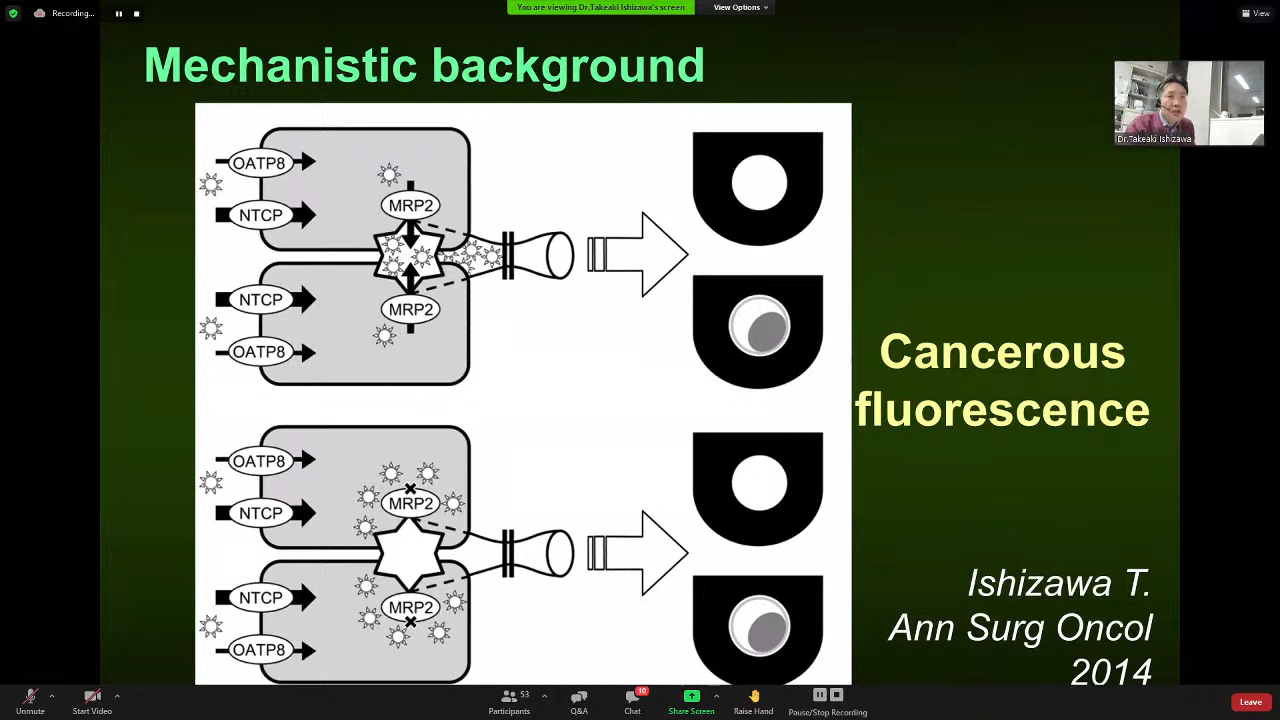 Recording...
You are viewing Dr.Takeaki Ishizawa's screen
View Options
View
Mechanistic background
Dr.Takeaki Ishizawa
OATP8
NTCP
MRP2
NTCP
OATP8
MRP2
Cancerous
fluorescence
OATP8
NTCP
MRP2
NTCP
OATP8
MRP2
Ishizawa T.
Ann Surg Oncol
2014
Unmute
Start Video
53
Participants
Q&A
10
Chat
Share Screen
Raise Hand
Pause/Stop Recording
Leave